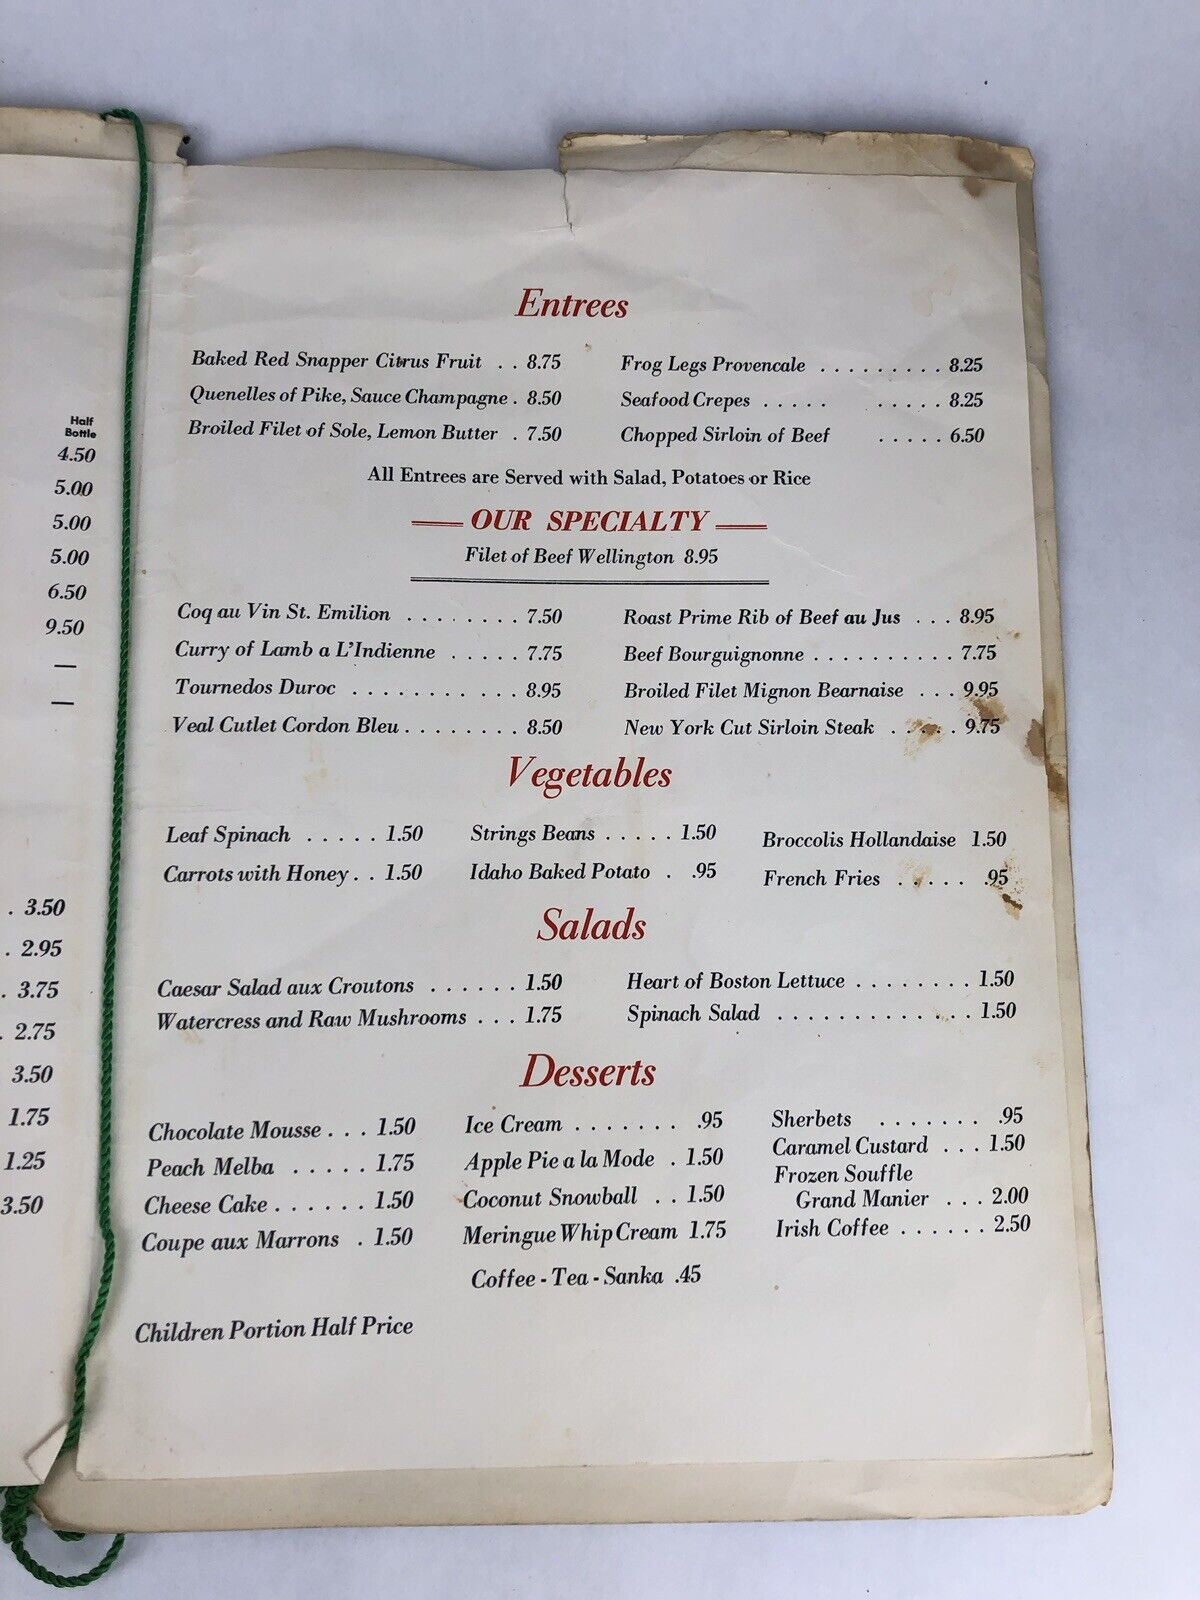 Half
Bottle
4.50
5.00
5.00
5.00
6.50
9.50
—
—
. 3.50
. 2.95
. 3.75
. 2.75
3.50
1.75
1.25
3.50
Entrees
Baked Red Snapper Citrus Fruit . . 8.75
Quenelles of Pike, Sauce Champagne . 8.50
Broiled Filet of Sole, Lemon Butter . 7.50
Frog Legs Provencale . . . . . . . . . 8.25
Seafood Crepes . . . . . . . . . . 8.25
Chopped Sirloin of Beef . . . . . 6.50
All Entrees are Served with Salad, Potatoes or Rice
OUR SPECIALTY
Filet of Beef Wellington 8.95
Coq au Vin St. Emilion . . . . . . . . 7.50
Curry of Lamb a L'Indienne . . . . . 7.75
Tournedos Duroc . . . . . . . . . . . 8.95
Veal Cutlet Cordon Bleu . . . . . . . . 8.50
Roast Prime Rib of Beef au Jus . . . 8.95
Beef Bourguignonne . . . . . . . . . . 7.75
Broiled Filet Mignon Bearnaise . . . 9.95
New York Cut Sirloin Steak . . . . . 9.75
Vegetables
Leaf Spinach . . . . . 1.50
Carrots with Honey . . 1.50
Strings Beans . . . . . 1.50
Idaho Baked Potato . .95
Broccolis Hollandaise 1.50
French Fries . . . . . .95
Salads
Caesar Salad aux Croutons . . . . . . 1.50
Watercress and Raw Mushrooms . . . 1.75
Heart of Boston Lettuce . . . . . . . . 1.50
Spinach Salad . . . . . . . . . . . . . 1.50
Desserts
Chocolate Mousse . . . 1.50
Peach Melba . . . . . 1.75
Cheese Cake . . . . . . 1.50
Coupe aux Marrons . 1.50
Ice Cream . . . . . . . .95
Apple Pie a la Mode . 1.50
Coconut Snowball . . 1.50
Meringue Whip Cream 1.75
Sherbets . . . . . . . .95
Caramel Custard . . . 1.50
Frozen Souffle
Grand Manier . . . 2.00
Irish Coffee . . . . . . 2.50
Coffee - Tea - Sanka .45
Children Portion Half Price